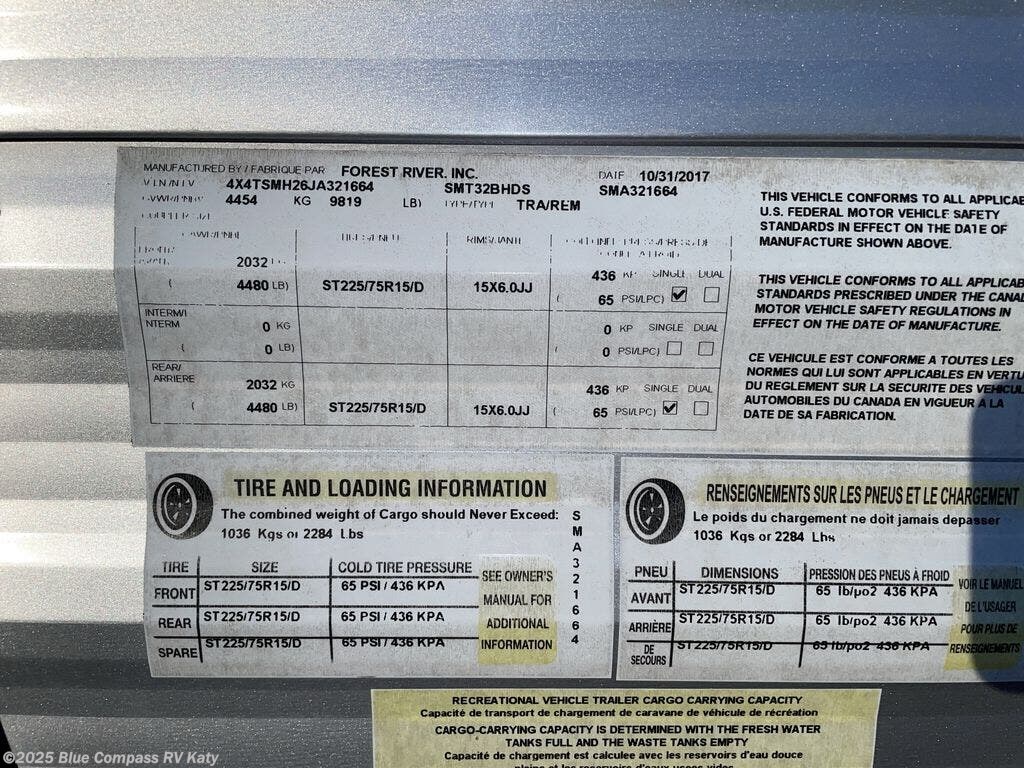 MANUFACTURED BY / FABRIQUE PAR FOREST RIVER, INC. DATE 10/31/2017
V.I.N./N.I.V. 4X4TSMH26JA321664 SMT32BHDS SMA321664
4454 KG 9819 LB) TYPE/TYPE TRA/REM
THIS VEHICLE CONFORMS TO ALL APPLICAB
U.S. FEDERAL MOTOR VEHICLE SAFETY
STANDARDS IN EFFECT ON THE DATE OF
MANUFACTURE SHOWN ABOVE.
RIMS/JANTE
2032
( 4480 LB) ST225/75R15/D 15X6.0JJ 436 KP SINGLE DUAL
( 65 PSI/LPC)
INTERM/I
NTERM 0 KG 0 KP SINGLE DUAL
( 0 LB) 0 PSI/LPC)
REAR/
ARRIERE 2032 KG 436 KP SINGLE DUAL
( 4480 LB) ST225/75R15/D 15X6.0JJ ( 65 PSI/LPC)
THIS VEHICLE CONFORMS TO ALL APPLICAB
STANDARDS PRESCRIBED UNDER THE CANA
MOTOR VEHICLE SAFETY REGULATIONS IN
EFFECT ON THE DATE OF MANUFACTURE.
CE VEHICULE EST CONFORME A TOUTES LES
NORMES QUI LUI SONT APPLICABLES EN VERTU
DU REGLEMENT SUR LA SECURITE DES VEHICUL
AUTOMOBILES DU CANADA EN VIGUEUR A LA
DATE DE SA FABRICATION.
TIRE AND LOADING INFORMATION
The combined weight of Cargo should Never Exceed:
1036 Kgs or 2284 Lbs
TIRE SIZE COLD TIRE PRESSURE
FRONT ST225/75R15/D 65 PSI / 436 KPA
REAR ST225/75R15/D 65 PSI / 436 KPA
SPARE ST225/75R15/D 65 PSI / 436 KPA
SEE OWNER'S
MANUAL FOR
ADDITIONAL
INFORMATION
SMA321664
RENSEIGNEMENTS SUR LES PNEUS ET LE CHARGEMENT
Le poids du chargement ne doit jamais depasser
1036 Kgs or 2284 Lbs
PNEU DIMENSIONS PRESSION DES PNEUS À FROID
AVANT ST225/75R15/D 65 lb/po2 436 KPA
ARRIÈRE ST225/75R15/D 65 lb/po2 436 KPA
DE
SECOURS ST225/75R15/D 65 lb/po2 436 KPA
VOIR LE MANUEL
DE L'USAGER
POUR PLUS DE
RENSEIGNEMENTS
RECREATIONAL VEHICLE TRAILER CARGO CARRYING CAPACITY
Capacité de transport de chargement de caravane de véhicule de récréation
CARGO-CARRYING CAPACITY IS DETERMINED WITH THE FRESH WATER
TANKS FULL AND THE WASTE TANKS EMPTY
Capacité de chargement est calculee avec les reservoirs d'eau douce
pleins et les reservoirs d'eaux usees vides
©2025 Blue Compass RV Katy